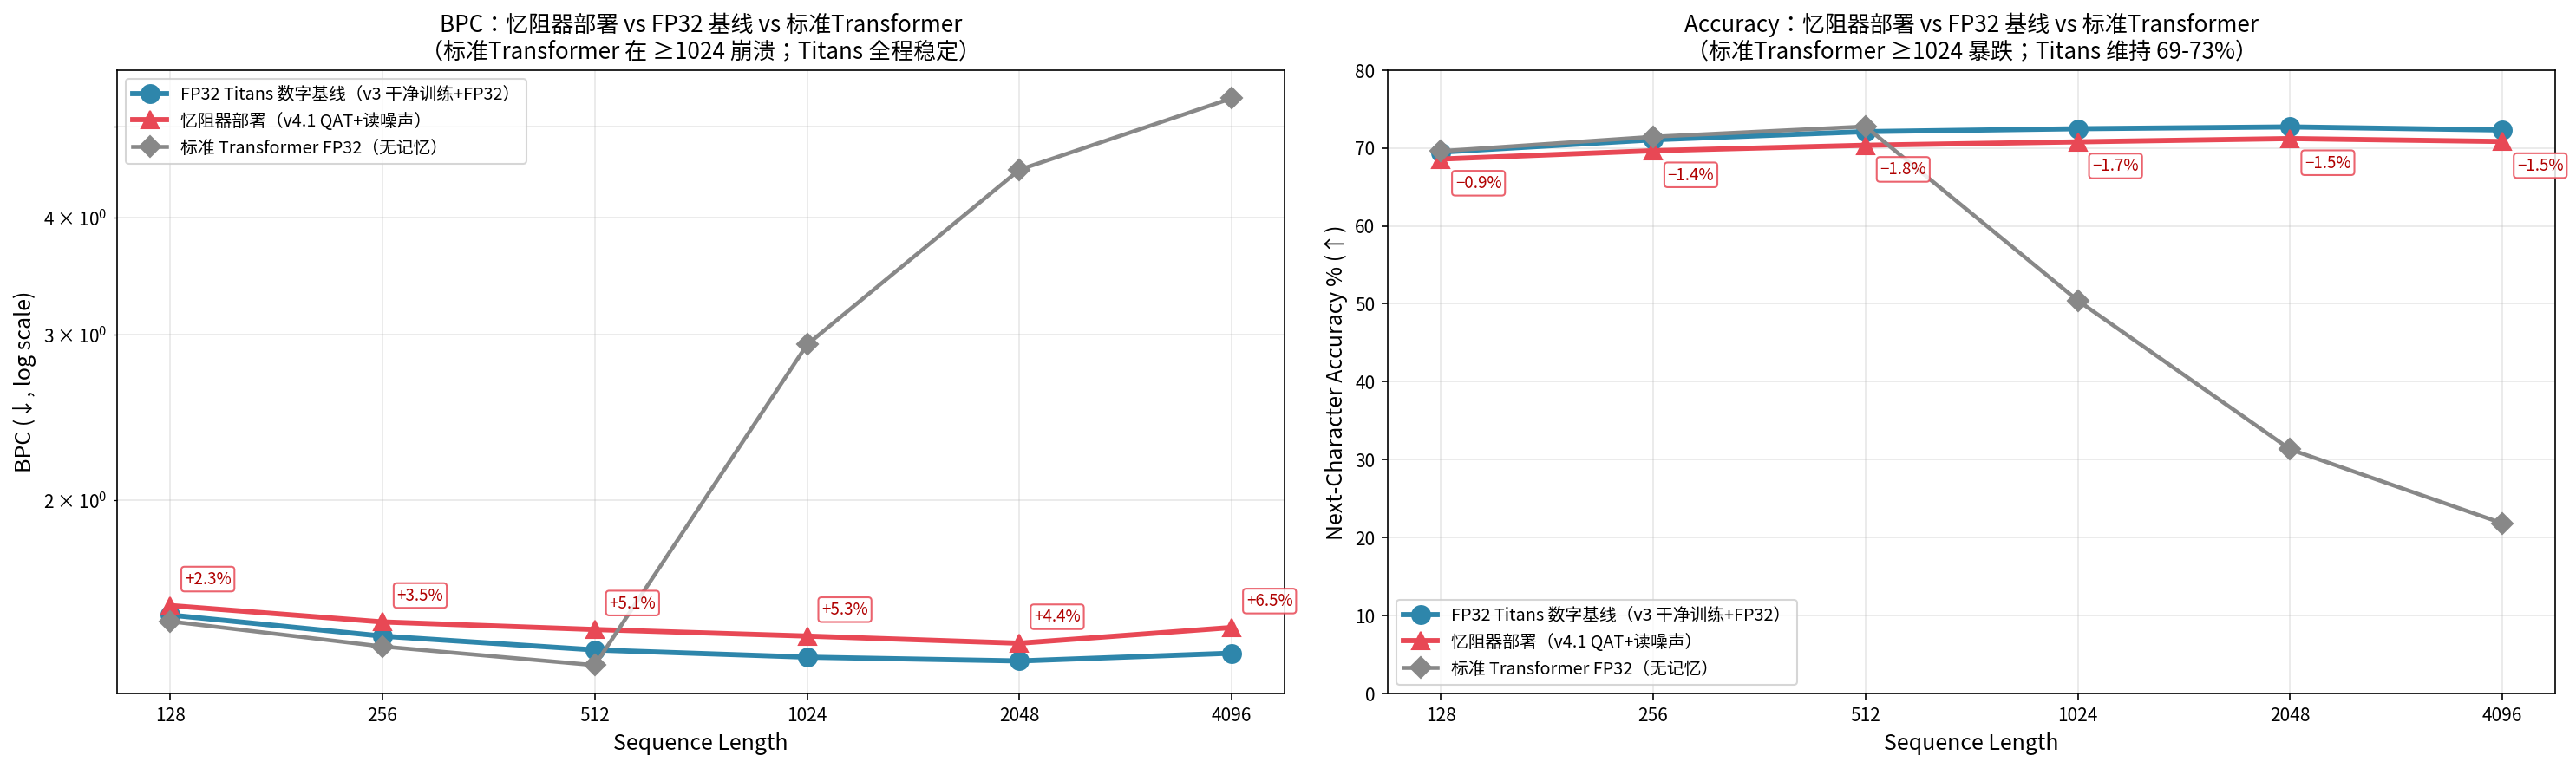 BPC：忆阻器部署 vs FP32 基线 vs 标准Transformer
（标准Transformer 在 ≥1024 崩溃；Titans 全程稳定）
FP32 Titans 数字基线（v3 干净训练+FP32）
忆阻器部署（v4.1 QAT+读噪声）
标准 Transformer FP32（无记忆）
BPC (↓, log scale)
4 × 10⁰
3 × 10⁰
2 × 10⁰
+2.3%
+3.5%
+5.1%
+5.3%
+4.4%
+6.5%
128
256
512
1024
2048
4096
Sequence Length
Accuracy：忆阻器部署 vs FP32 基线 vs 标准Transformer
（标准Transformer ≥1024 暴跌；Titans 维持 69-73%）
Next-Character Accuracy % (↑)
80
70
60
50
40
30
20
10
0
−0.9%
−1.4%
−1.8%
−1.7%
−1.5%
−1.5%
FP32 Titans 数字基线（v3 干净训练+FP32）
忆阻器部署（v4.1 QAT+读噪声）
标准 Transformer FP32（无记忆）
128
256
512
1024
2048
4096
Sequence Length